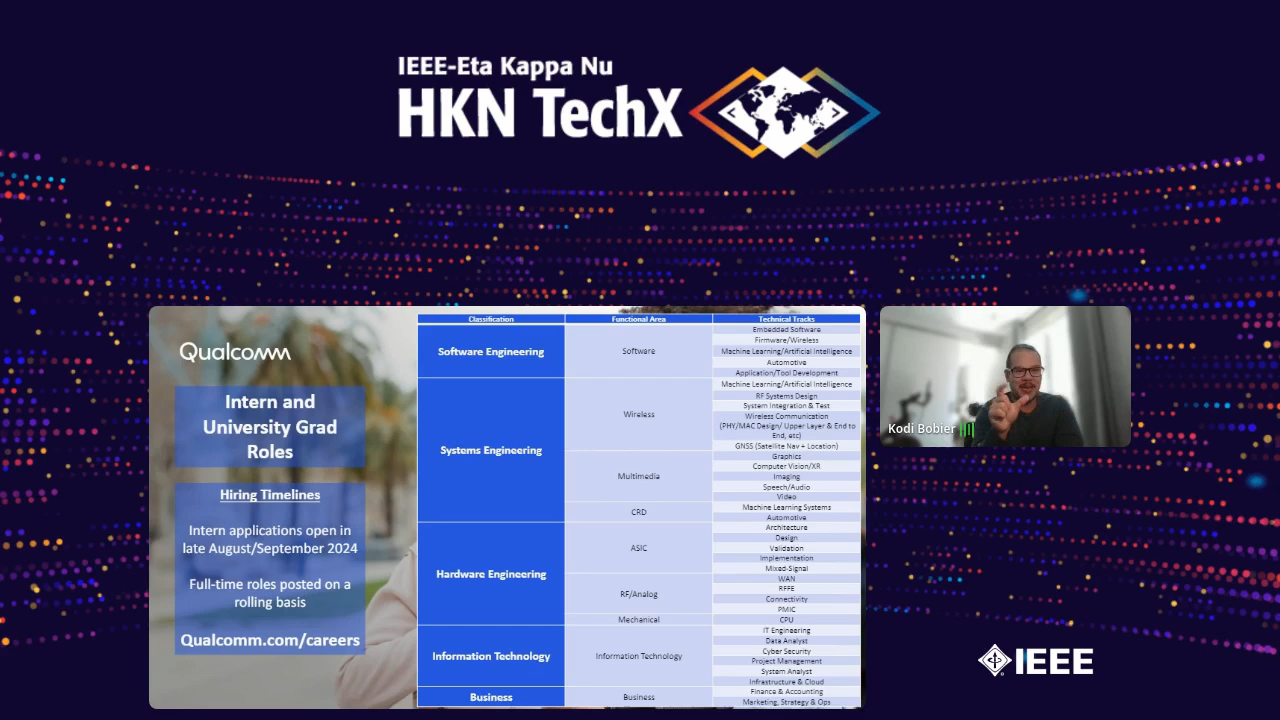 IEEE-Eta Kappa Nu
HKN TechX
Qualcomm
Intern and
University Grad
Roles
Hiring Timelines
Intern applications open in
late August/September 2024
Full-time roles posted on a
rolling basis
Qualcomm.com/careers
Classification Functional Area Technical Tracks
Software Engineering
Software
Embedded Software
Firmware/Wireless
Machine Learning/Artificial Intelligence
Automotive
Application/Tool Development
Systems Engineering
Wireless
Machine Learning/Artificial Intelligence
RF Systems Design
System Integration & Test
Wireless Communication
(PHY/MAC Design/ Upper Layer & End to
End, etc)
GNSS (Satellite Nav + Location)
Multimedia
Graphics
Computer Vision/XR
Imaging
Speech/Audio
Video
CRD
Machine Learning Systems
Automotive
Hardware Engineering
ASIC
Architecture
Design
Validation
Implementation
Mixed-Signal
RF/Analog
WAN
RFFE
Connectivity
PMIC
Mechanical
CPU
Information Technology
Information Technology
IT Engineering
Data Analyst
Cyber Security
Project Management
System Analyst
Infrastructure & Cloud
Business
Business
Finance & Accounting
Marketing, Strategy & Ops
Kodi Bobier
IEEE